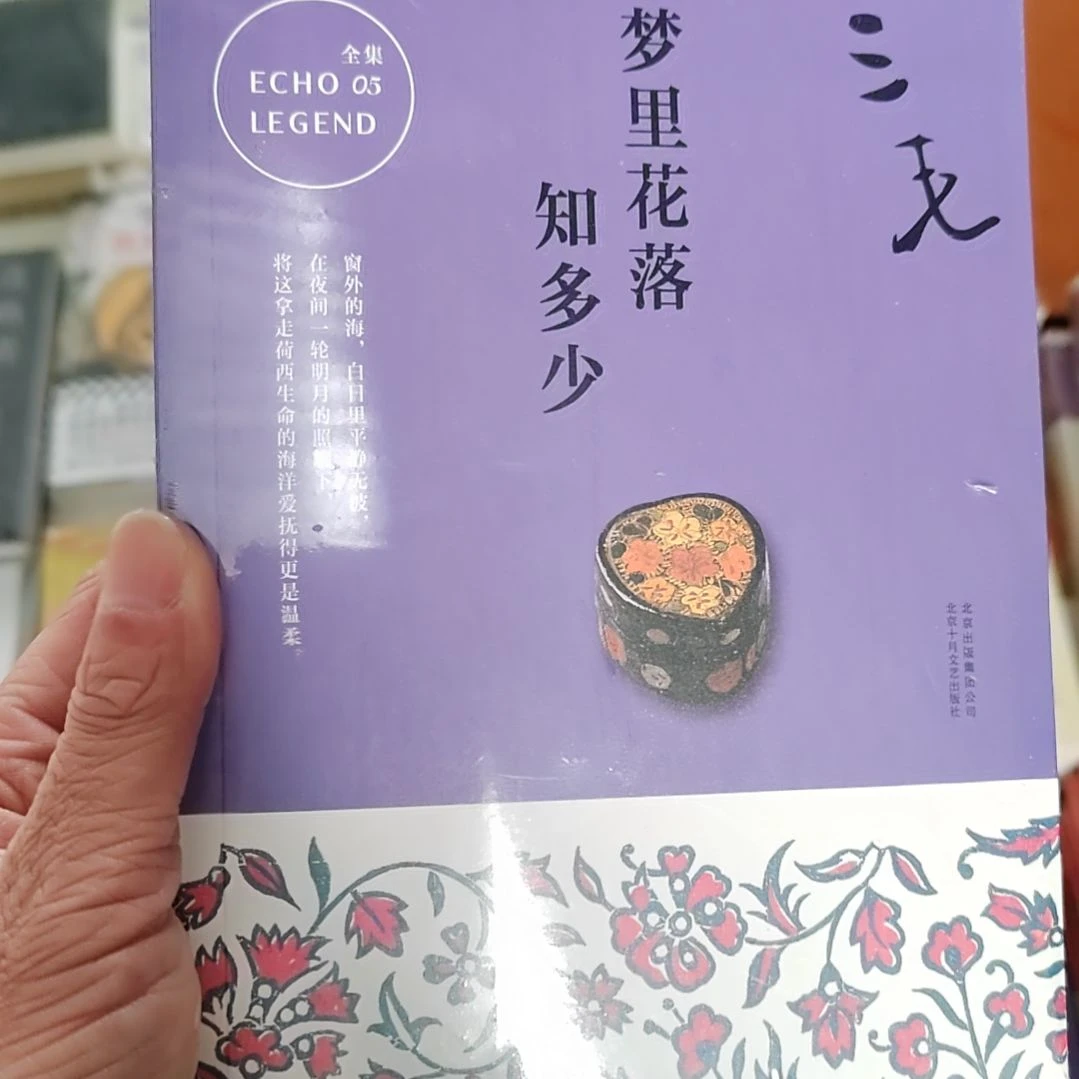 全集
ECHO 05
LEGEND
三毛
梦里花落
知多少
窗外的海，白日里平静无波，
在夜间一轮明月的照下
将这拿走荷西生命的海洋爱抚得更是温柔。
北京出版集团公司
北京十月文艺出版社